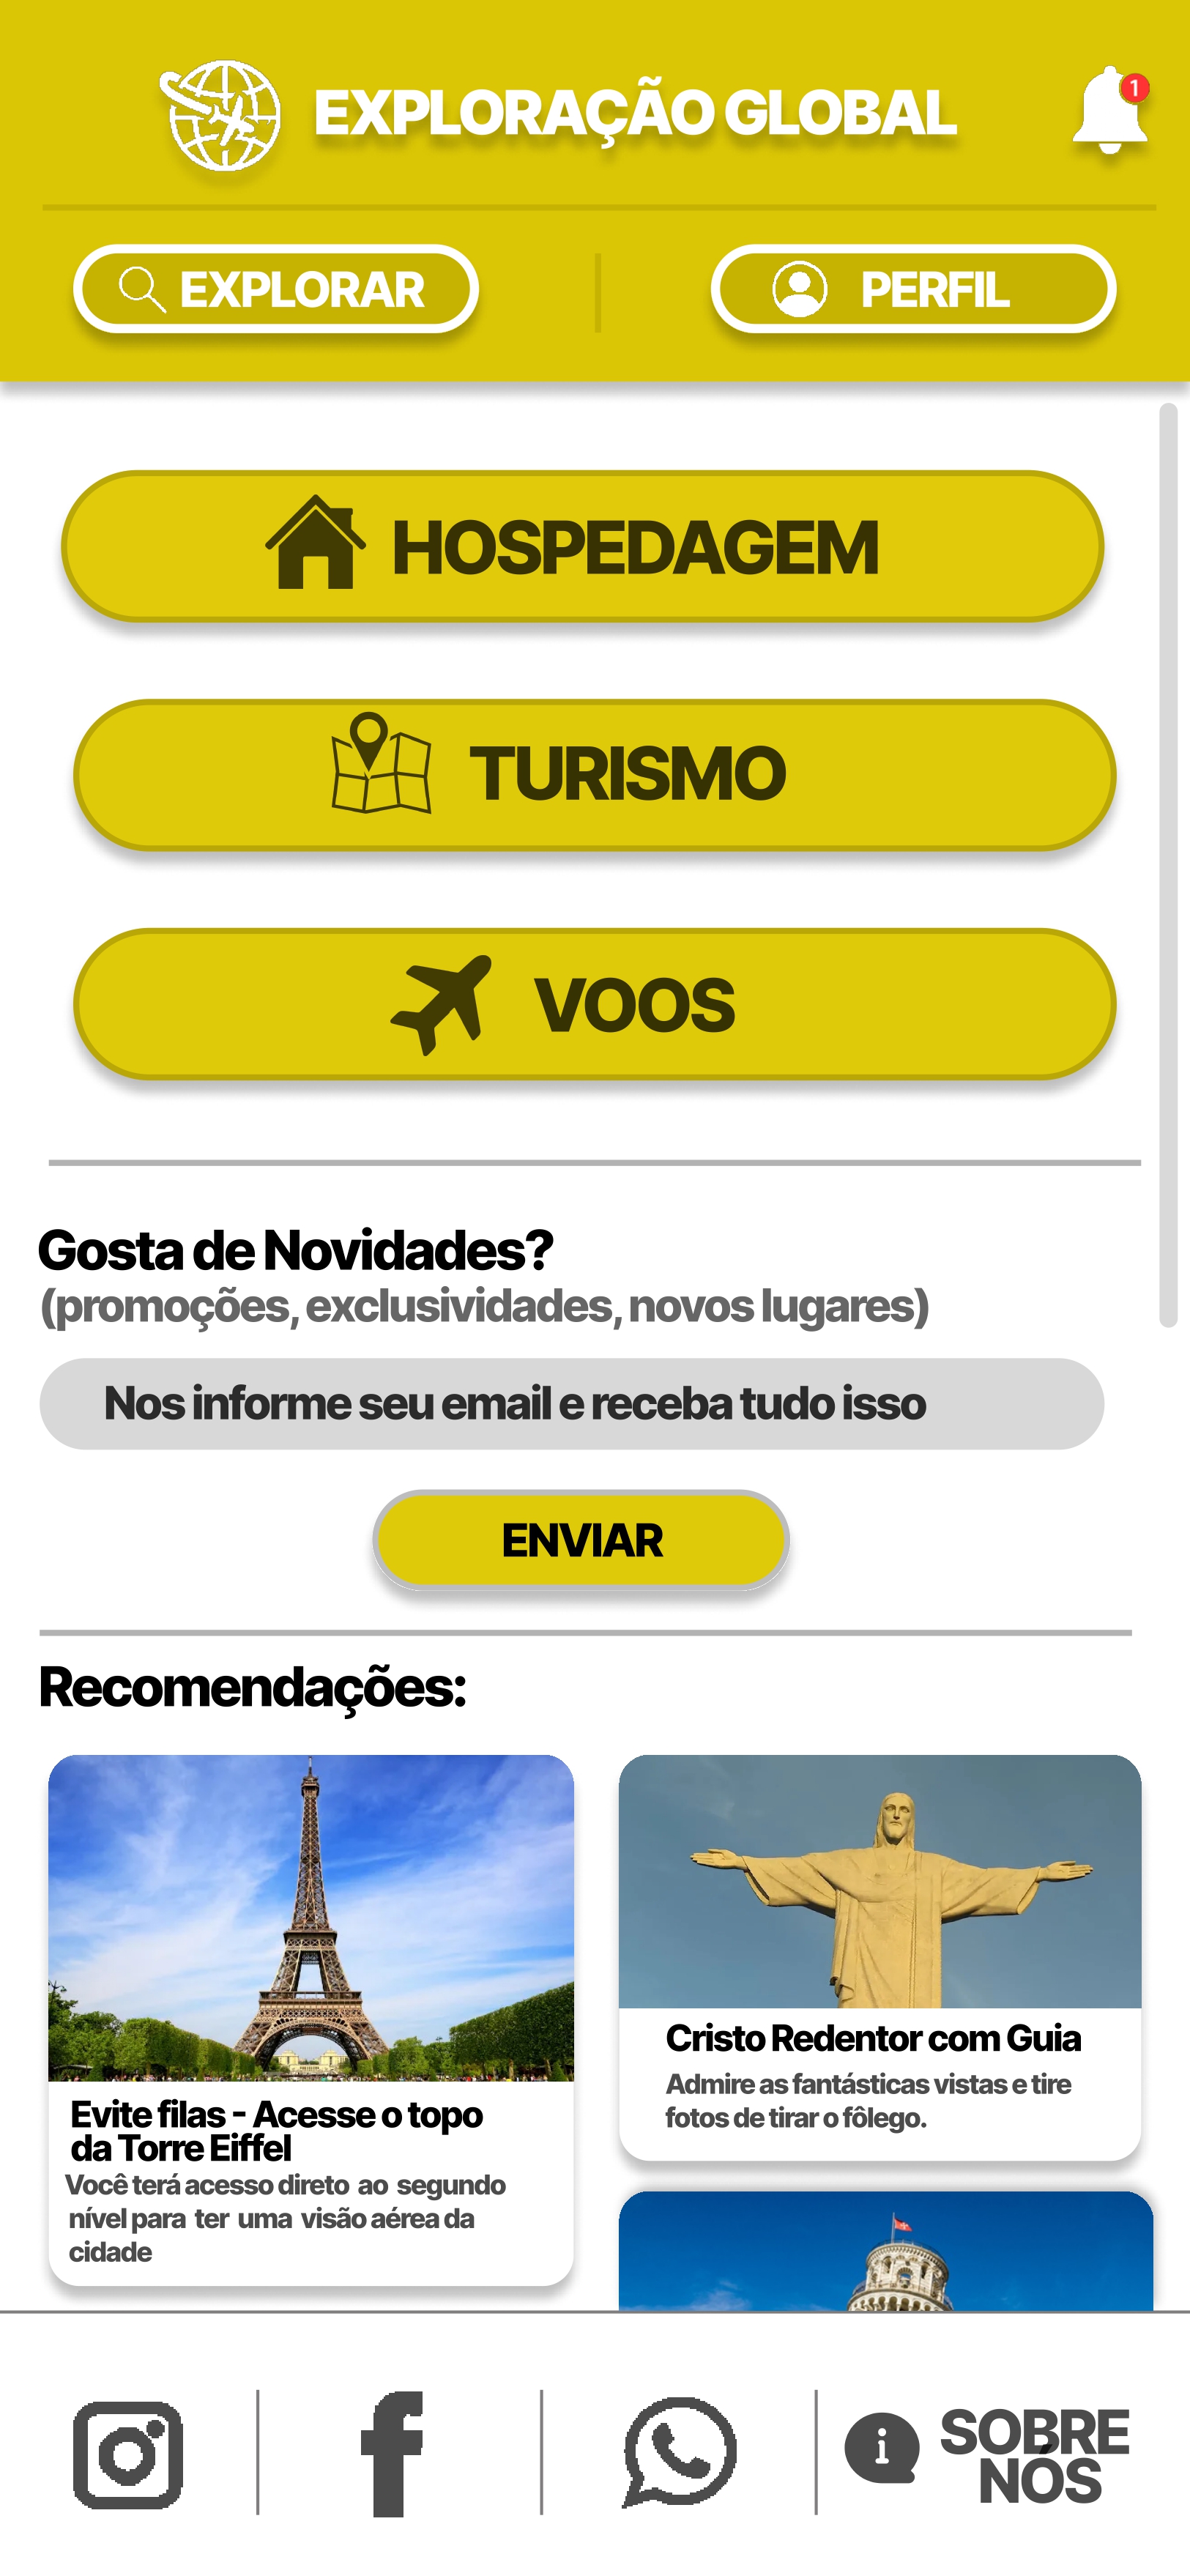 EXPLORAÇÃO GLOBAL
1
EXPLORAR
PERFIL
HOSPEDAGEM
TURISMO
VOOS
Gosta de Novidades?
(promoções, exclusividades, novos lugares)
Nos informe seu email e receba tudo isso
ENVIAR
Recomendações:
Evite filas - Acesse o topo
da Torre Eiffel
Você terá acesso direto ao segundo
nível para ter uma visão aérea da
cidade
Cristo Redentor com Guia
Admire as fantásticas vistas e tire
fotos de tirar o fôlego.
SOBRE
NÓS